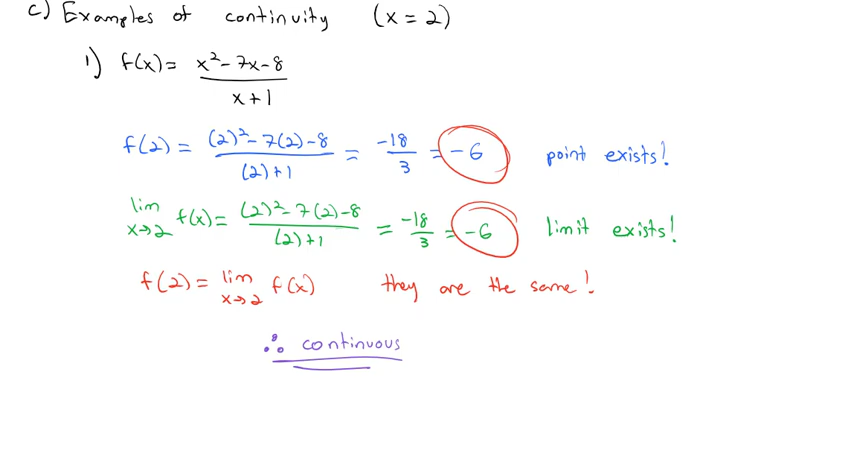 c) Examples of continuity (x = 2)
1) f(x) = x² - 7x - 8 / x + 1
f(2) = (2)² - 7(2) - 8 / (2) + 1 = -18 / 3 = -6 point exists!
lim x→2 f(x) = (2)² - 7(2) - 8 / (2) + 1 = -18 / 3 = -6 limit exists!
f(2) = lim x→2 f(x) they are the same!
∴ continuous